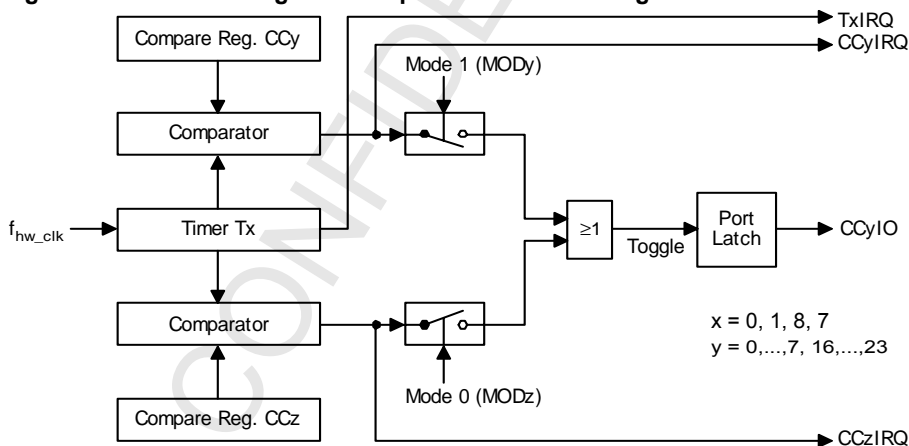 TxIRQ
Compare Reg. CCy
CCyIRQ
Mode 1 (MODy)
Comparator
f hw_clk
Timer Tx
≥1
Toggle
Port
Latch
CCyIO
Comparator
x = 0, 1, 8, 7
y = 0,...,7, 16,...,23
Mode 0 (MODz)
Compare Reg. CCz
CCzIRQ